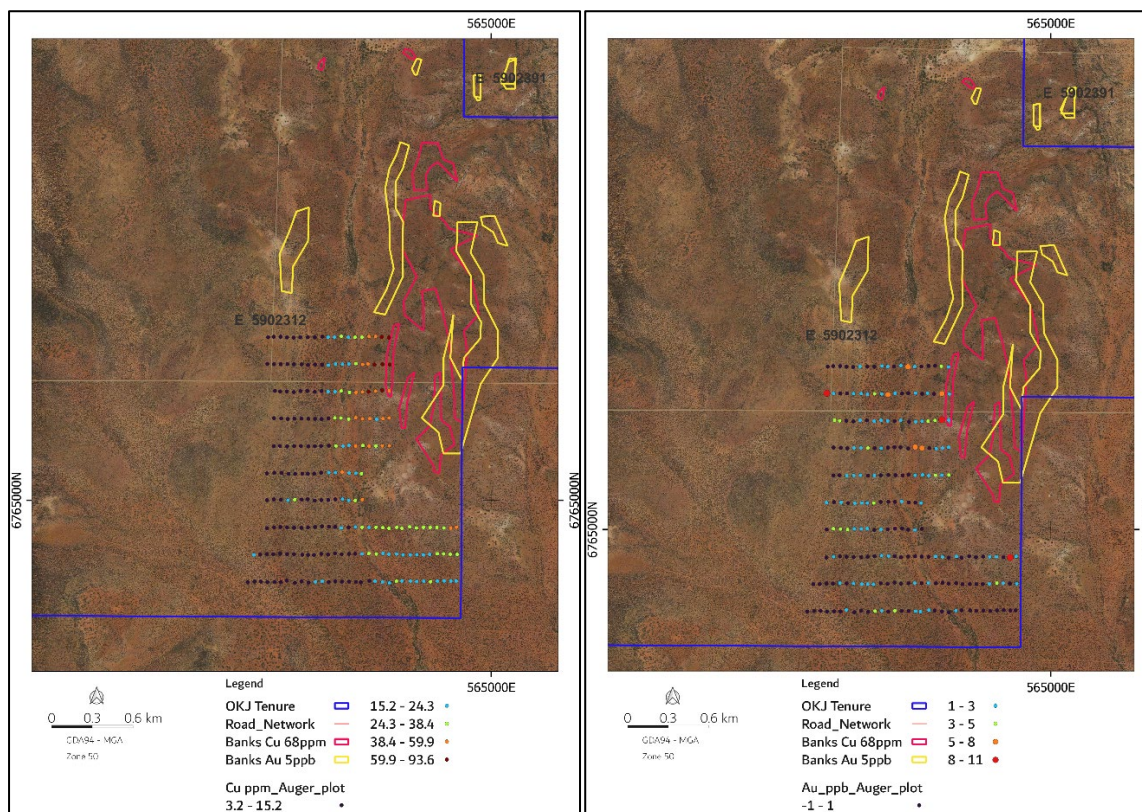 565000E
E 5902391
E 5902312
6765000N
6765000N
565000E
0 0.3 0.6 km
GDA94 - MGA
Zone 50
Legend
OKJ Tenure 15.2 - 24.3
Road_Network 24.3 - 38.4
Banks Cu 68ppm 38.4 - 59.9
Banks Au 5ppb 59.9 - 93.6
Cu ppm_Auger_plot
3.2 - 15.2
565000E
E 5902391
E 5902312
6765000N
6765000N
565000E
0 0.3 0.6 km
GDA94 - MGA
Zone 50
Legend
OKJ Tenure 1 - 3
Road_Network 3 - 5
Banks Cu 68ppm 5 - 8
Banks Au 5ppb 8 - 11
Au_ppb_Auger_plot
-1 - 1